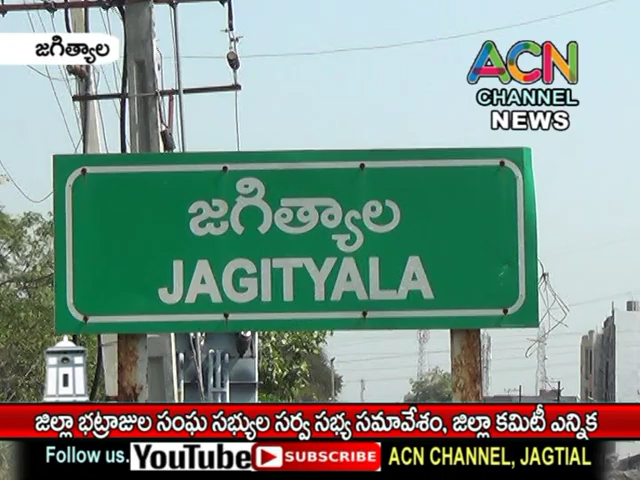 జగిత్యాల
ACN
CHANNEL
NEWS
జగిత్యాల
JAGITYALA
జిల్లా భట్రాజుల సంఘ సభ్యుల సర్వ సభ్య సమావేశం, జిల్లా కమిటీ ఎన్నిక
Follow us. YouTube SUBSCRIBE ACN CHANNEL, JAGTIAL